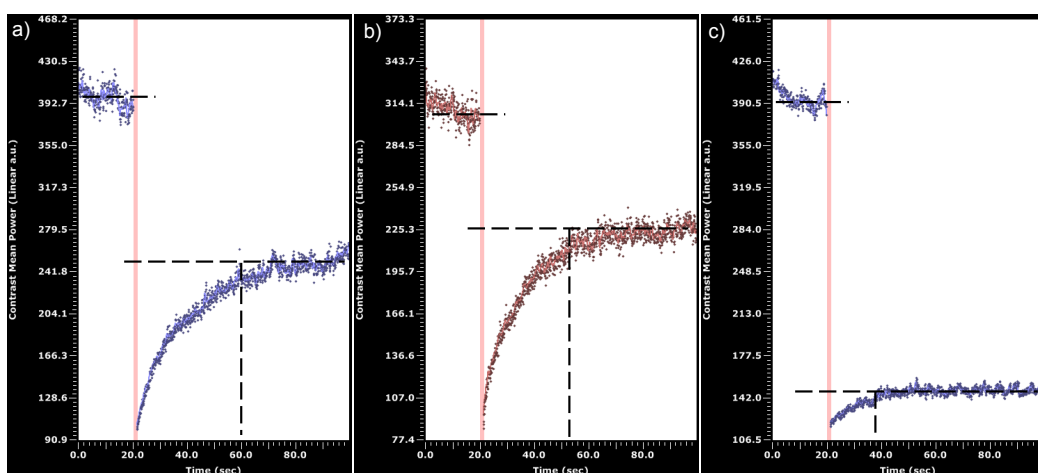 a)
Contrast Mean Power (Linear a.u.)
468.2
430.5
392.7
355.0
317.3
279.5
241.8
204.1
166.3
128.6
90.9
0.0 20.0 40.0 60.0 80.0
Time (sec)
b)
Contrast Mean Power (Linear a.u.)
373.3
343.7
314.1
284.5
254.9
225.3
195.7
166.1
136.6
107.0
77.4
0.0 20.0 40.0 60.0 80.0
Time (sec)
c)
Contrast Mean Power (Linear a.u.)
461.5
426.0
390.5
355.0
319.5
284.0
248.5
213.0
177.5
142.0
106.5
0.0 20.0 40.0 60.0 80.0
Time (sec)